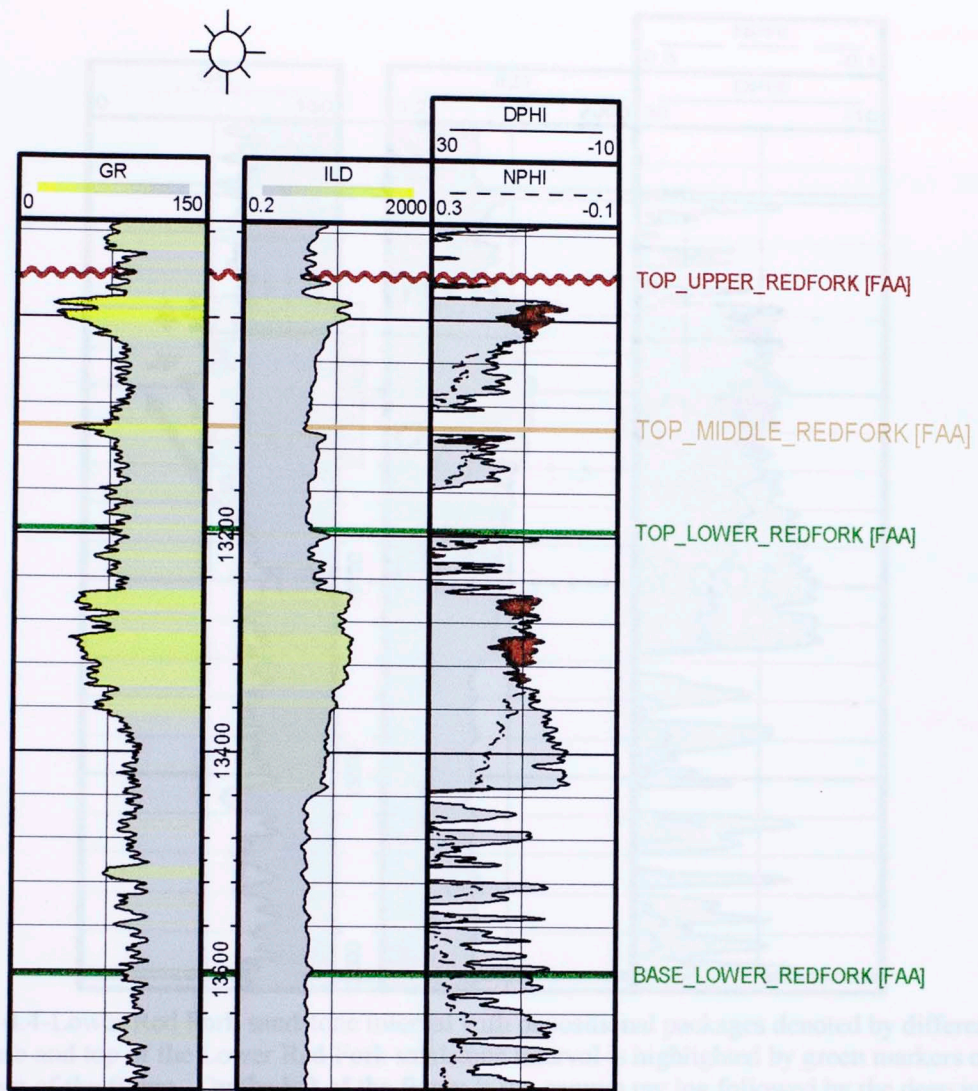 DPHI
30 -10
GR
0 150
ILD
0.2 2000
NPHI
0.3 -0.1
TOP_UPPER_REDFORK [FAA]
TOP_MIDDLE_REDFORK [FAA]
13200
TOP_LOWER_REDFORK [FAA]
13400
13600
BASE_LOWER_REDFORK [FAA]